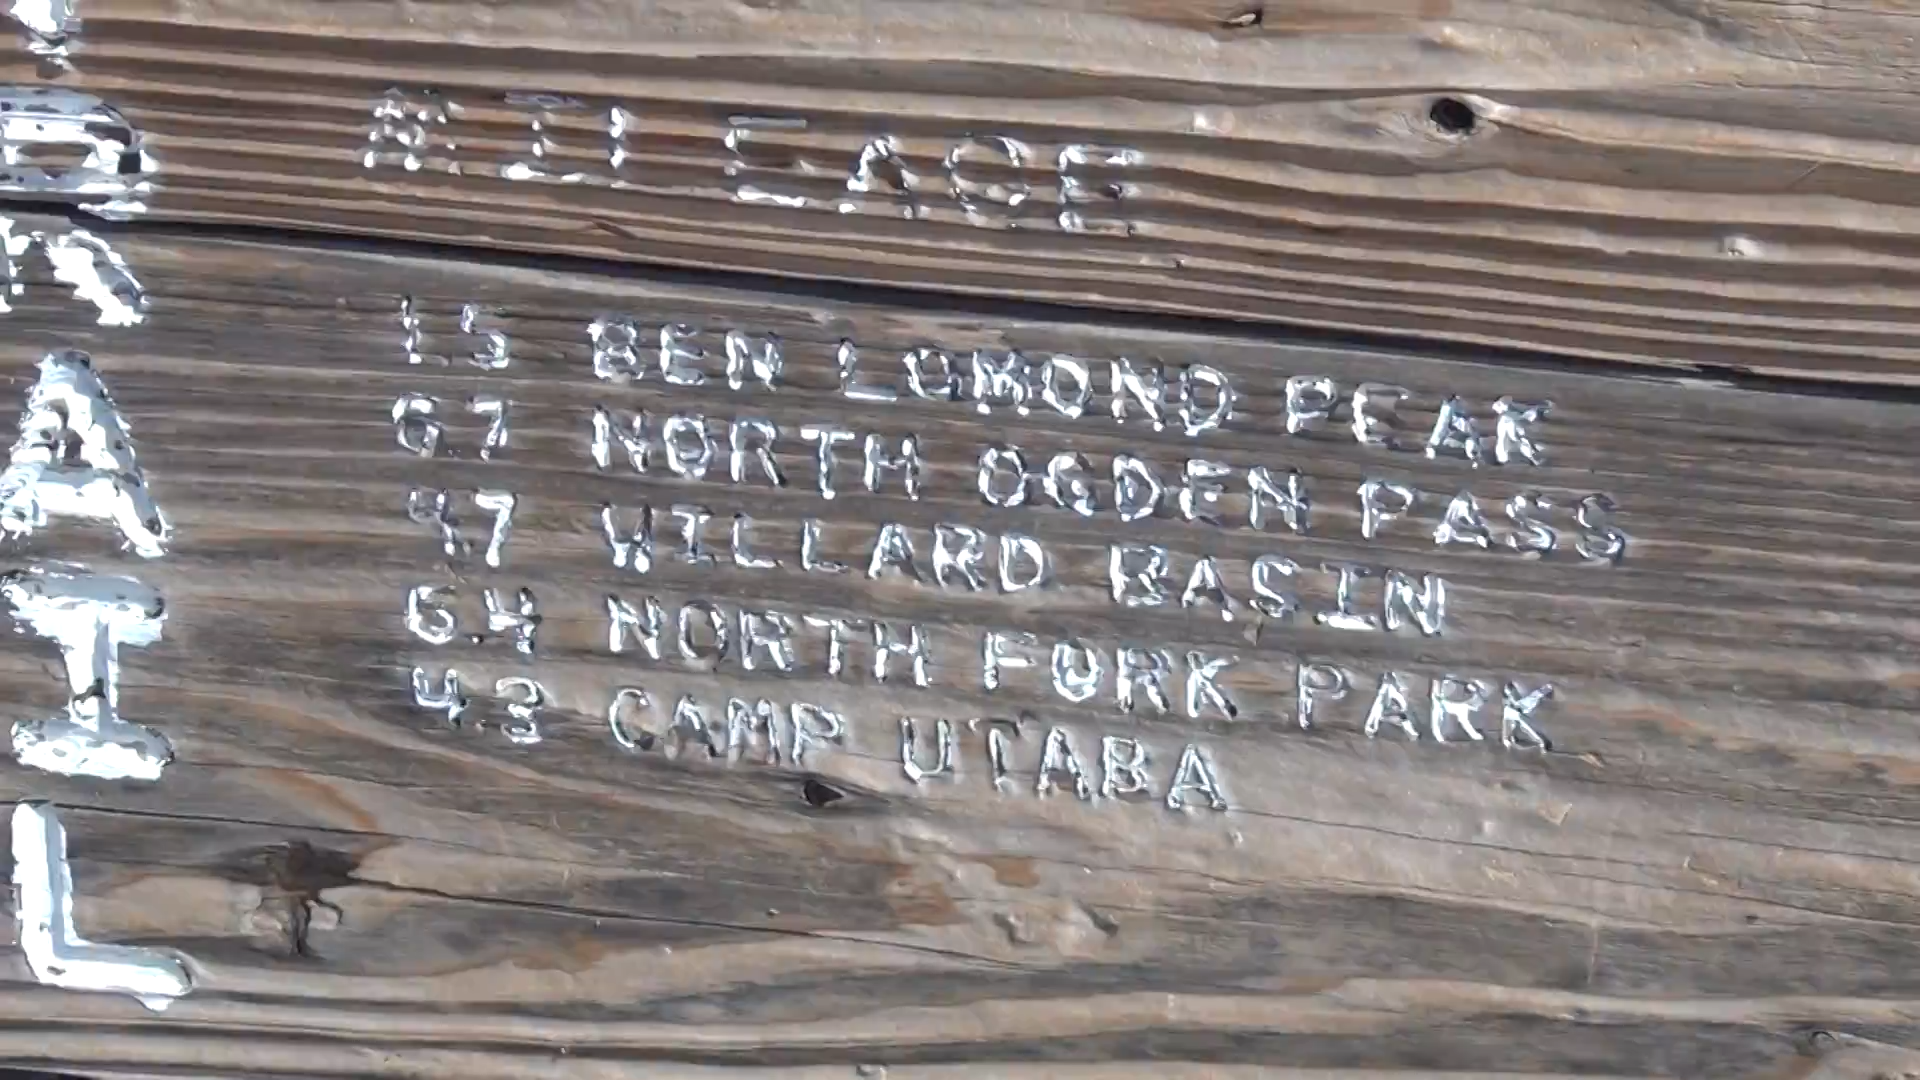 TRAIL
MILEAGE
1.5 BEN LOMOND PEAK
6.7 NORTH OGDEN PASS
4.7 WILLARD BASIN
6.4 NORTH FORK PARK
4.3 CAMP UTABA